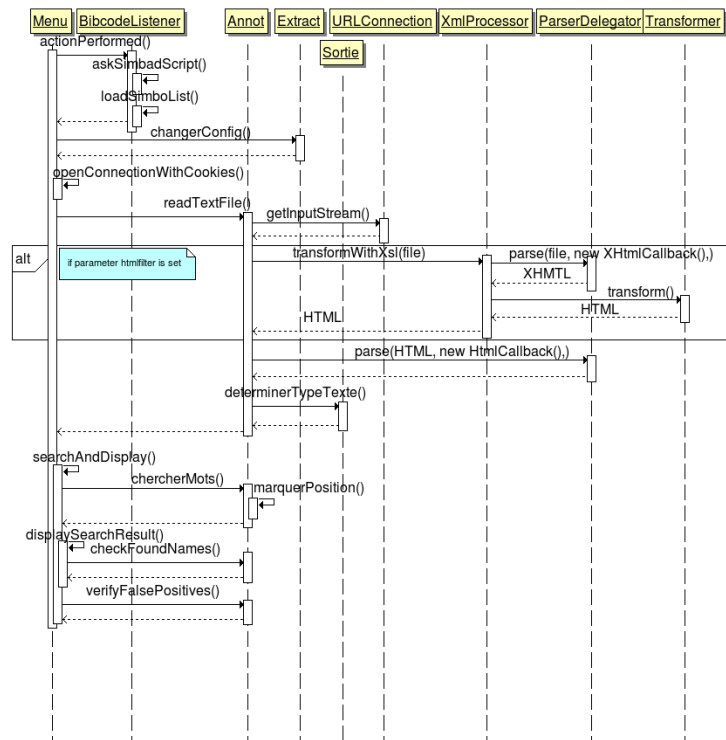 Menu BibcodeListener Annot Extract URLConnection XmlProcessor ParserDelegator Transformer
Sortie
actionPerformed()
askSimbadScript()
loadSimboList()
changerConfig()
openConnectionWithCookies()
readTextFile()
getInputStream()
alt
if parameter htmlfilter is set
transformWithXsl(file)
parse(file, new XHtmlCallback(),)
XHMTL
transform()
HTML
HTML
parse(HTML, new HtmlCallback(),)
determinerTypeTexte()
searchAndDisplay()
chercherMots()
marquerPosition()
displaySearchResult()
checkFoundNames()
verifyFalsePositives()